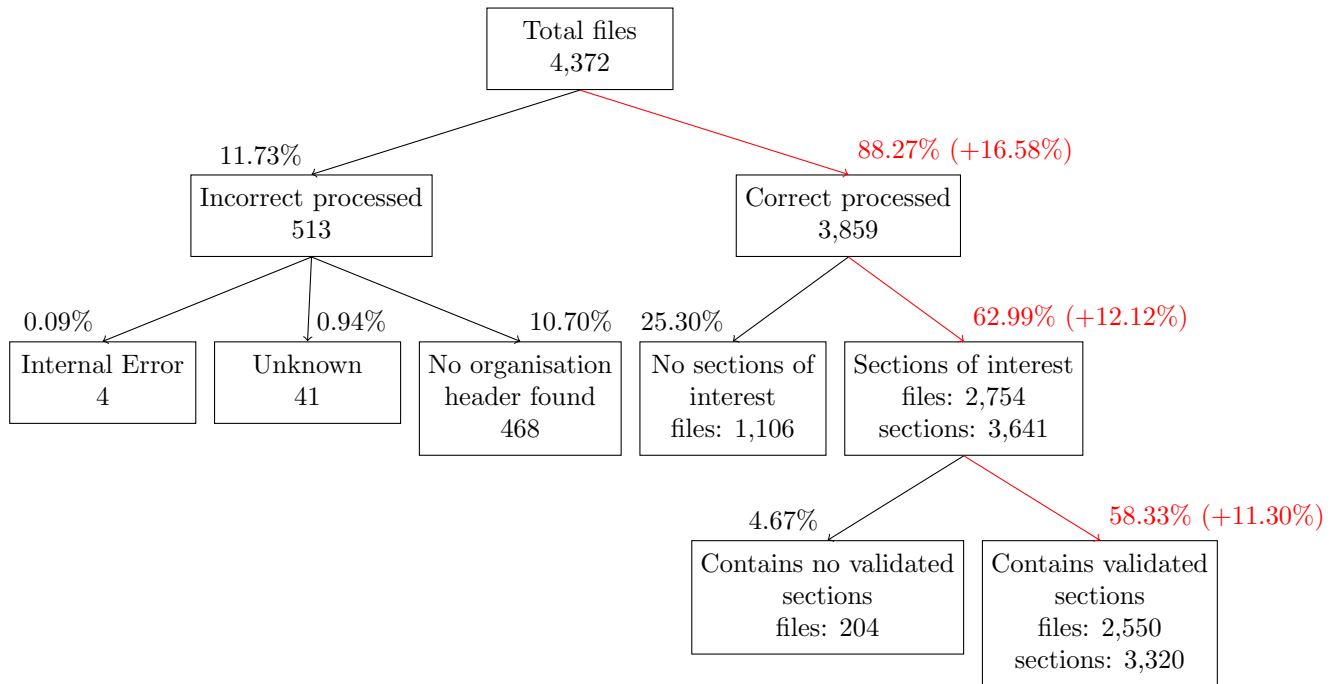 Total files
4,372
11.73%
88.27% (+16.58%)
Incorrect processed
513
Correct processed
3,859
0.09%
0.94%
10.70%
25.30%
62.99% (+12.12%)
Internal Error
4
Unknown
41
No organisation
header found
468
No sections of
interest
files: 1,106
Sections of interest
files: 2,754
sections: 3,641
4.67%
58.33% (+11.30%)
Contains no validated
sections
files: 204
Contains validated
sections
files: 2,550
sections: 3,320